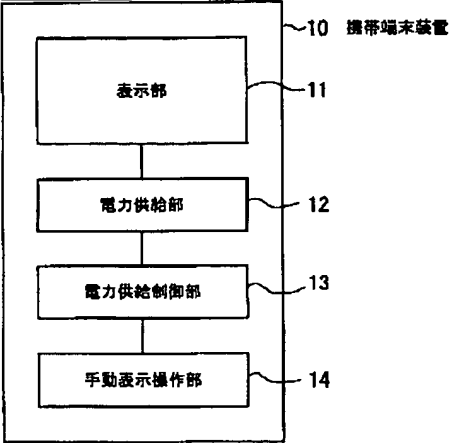 10 携帯端末装置
表示部 11
電力供給部 12
電力供給制御部 13
手動表示操作部 14